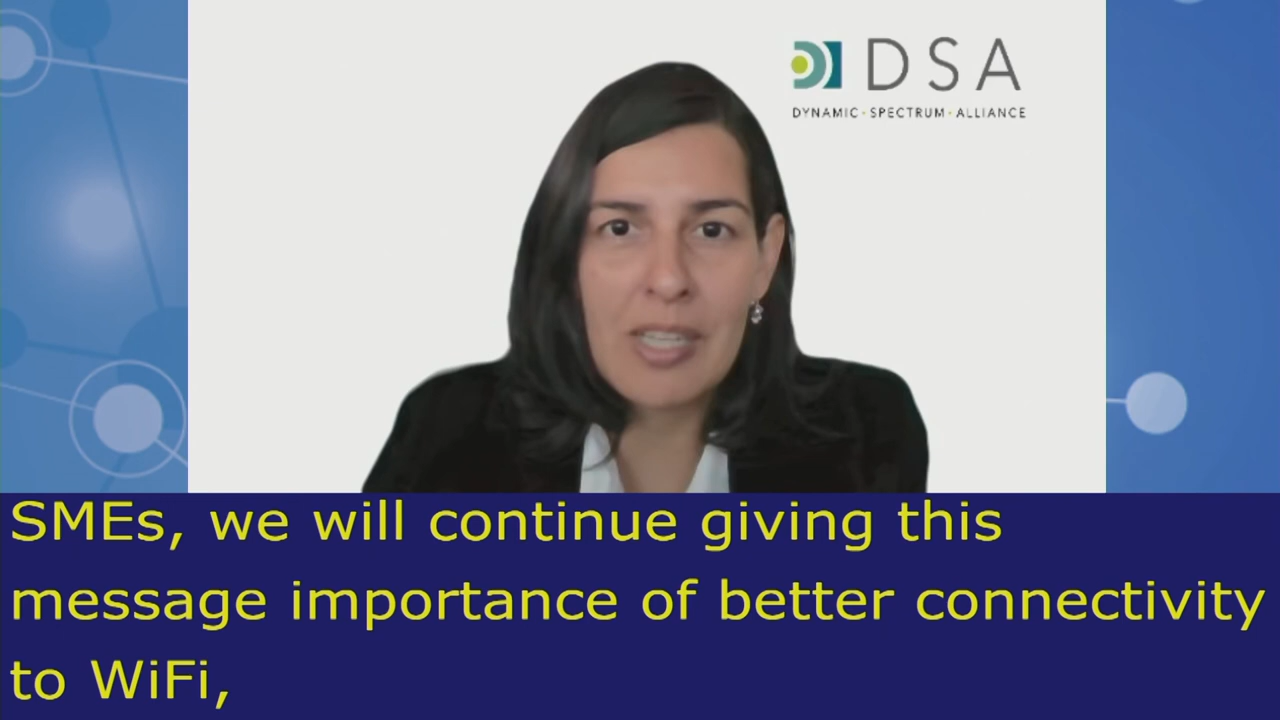 DSA
DYNAMIC · SPECTRUM · ALLIANCE
SMEs, we will continue giving this
message importance of better connectivity
to WiFi,